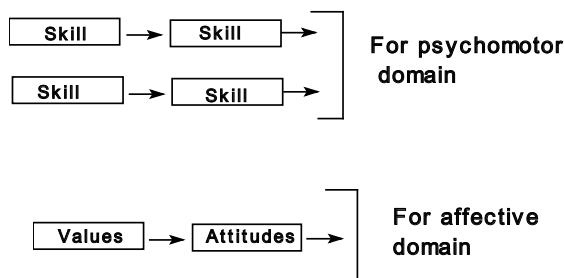 Skill Skill
For psychomotor
domain
Skill Skill
Values Attitudes
For affective
domain